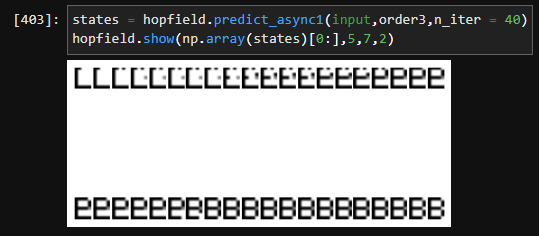 [403]: states = hopfield.predict_async1(input,order3,n_iter = 40)
hopfield.show(np.array(states)[0:],5,7,2)